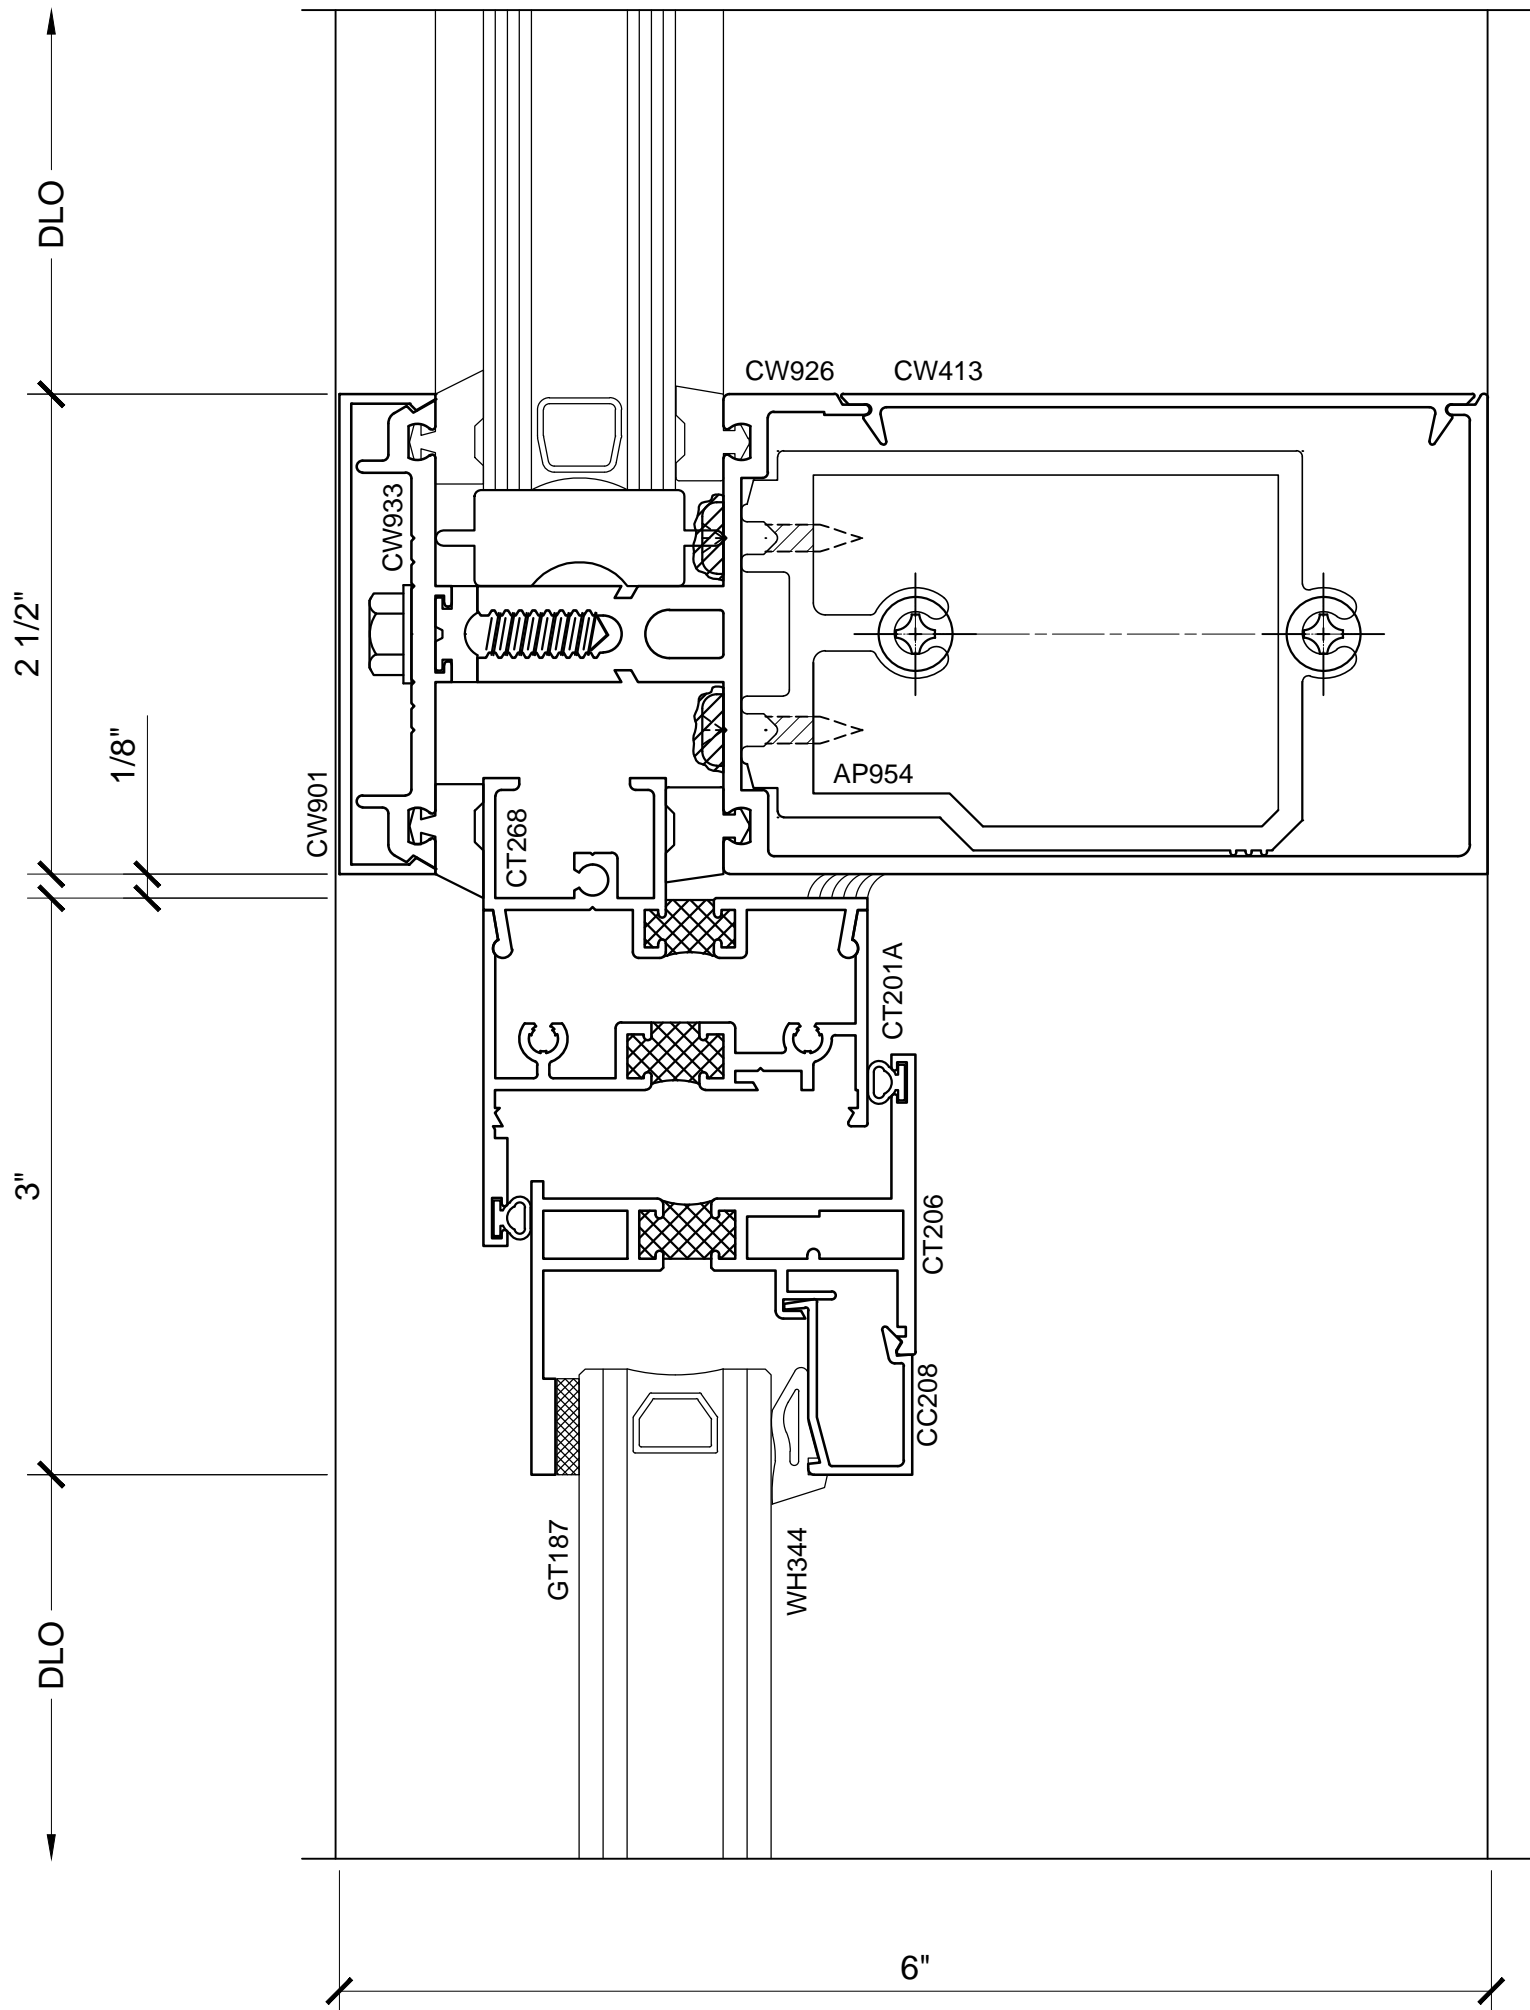 DLO
CW926
CW413
CW933
2 1/2"
1/8"
CW901
AP954
CT268
CT201A
3"
CT206
CC208
GT187
WH344
DLO
6"